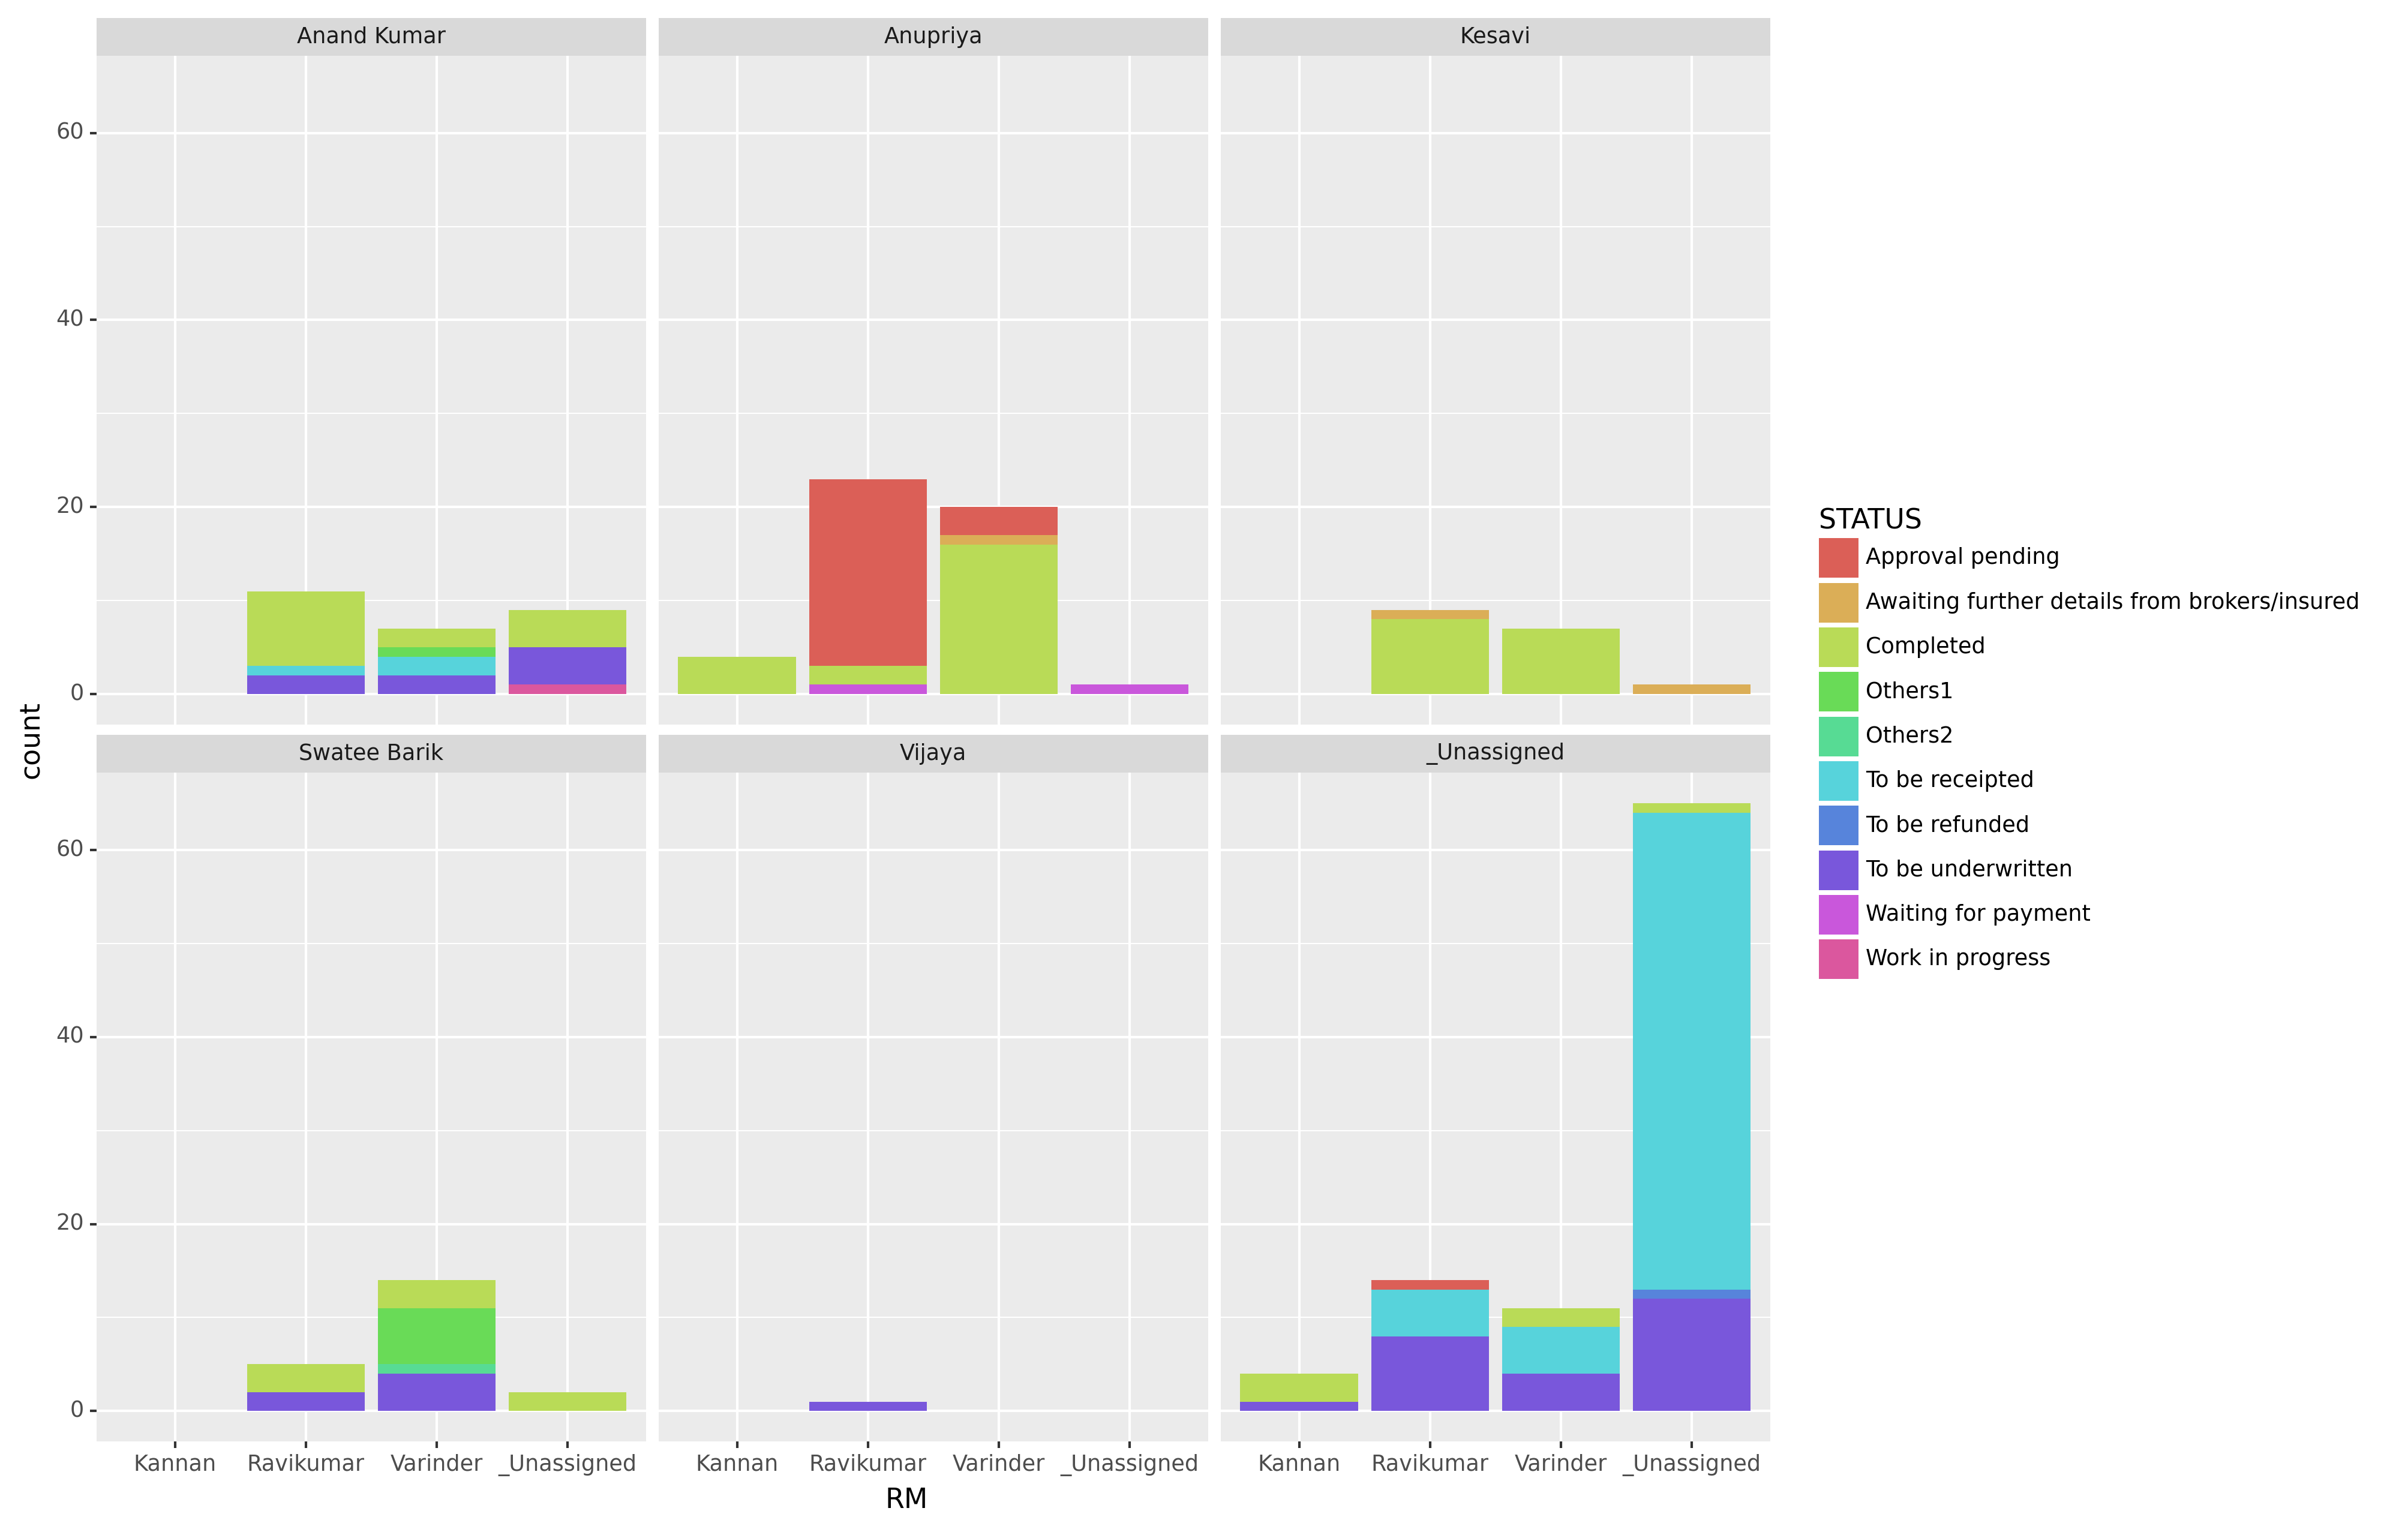 Anand Kumar
Anupriya
Kesavi
60
40
20
0
count
Swatee Barik
Vijaya
_Unassigned
60
40
20
0
Kannan Ravikumar Varinder _Unassigned
Kannan Ravikumar Varinder _Unassigned
Kannan Ravikumar Varinder _Unassigned
RM
STATUS
Approval pending
Awaiting further details from brokers/insured
Completed
Others1
Others2
To be receipted
To be refunded
To be underwritten
Waiting for payment
Work in progress